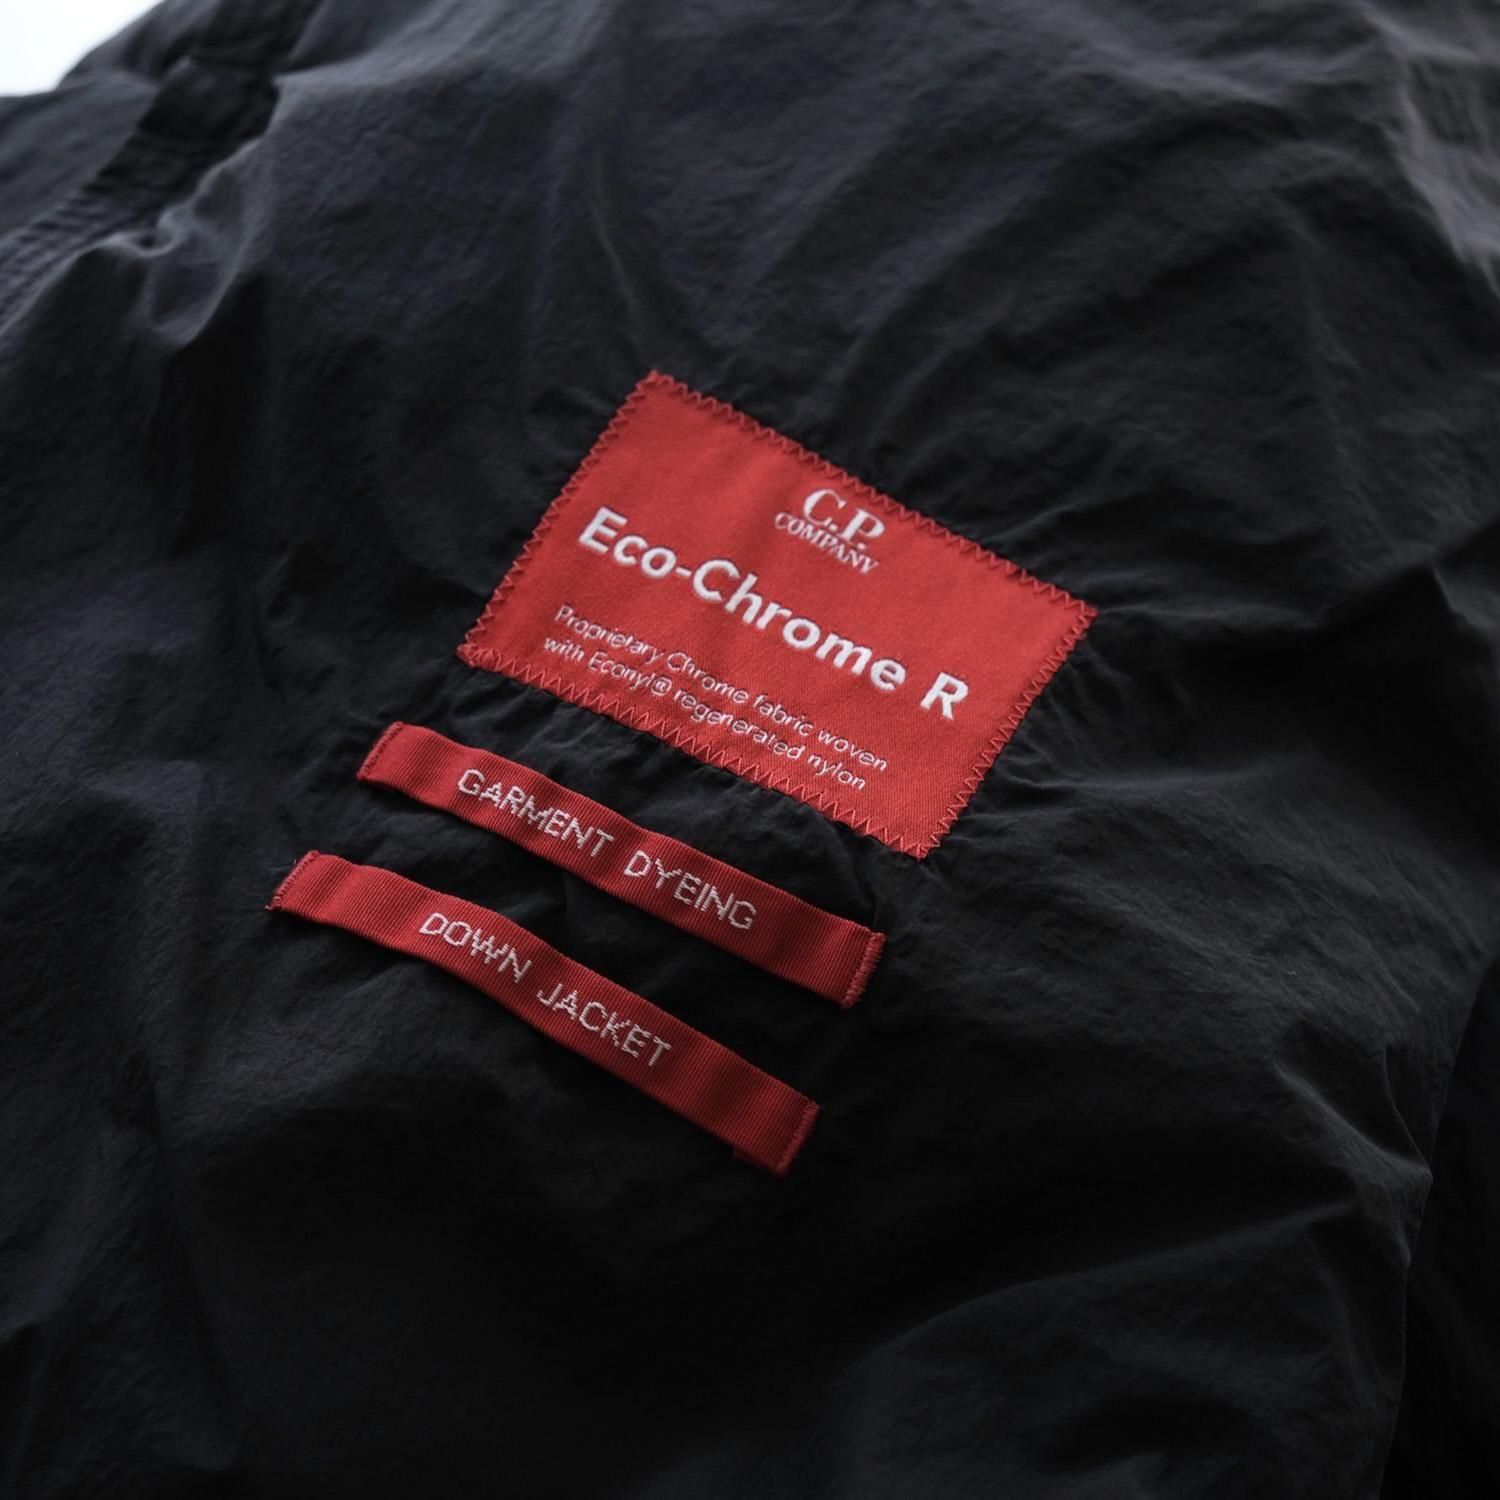 C.P.
COMPANY
Eco-Chrome R
Proprietary Chrome fabric woven
with Econyl® regenerated nylon
GARMENT DYEING
DOWN JACKET